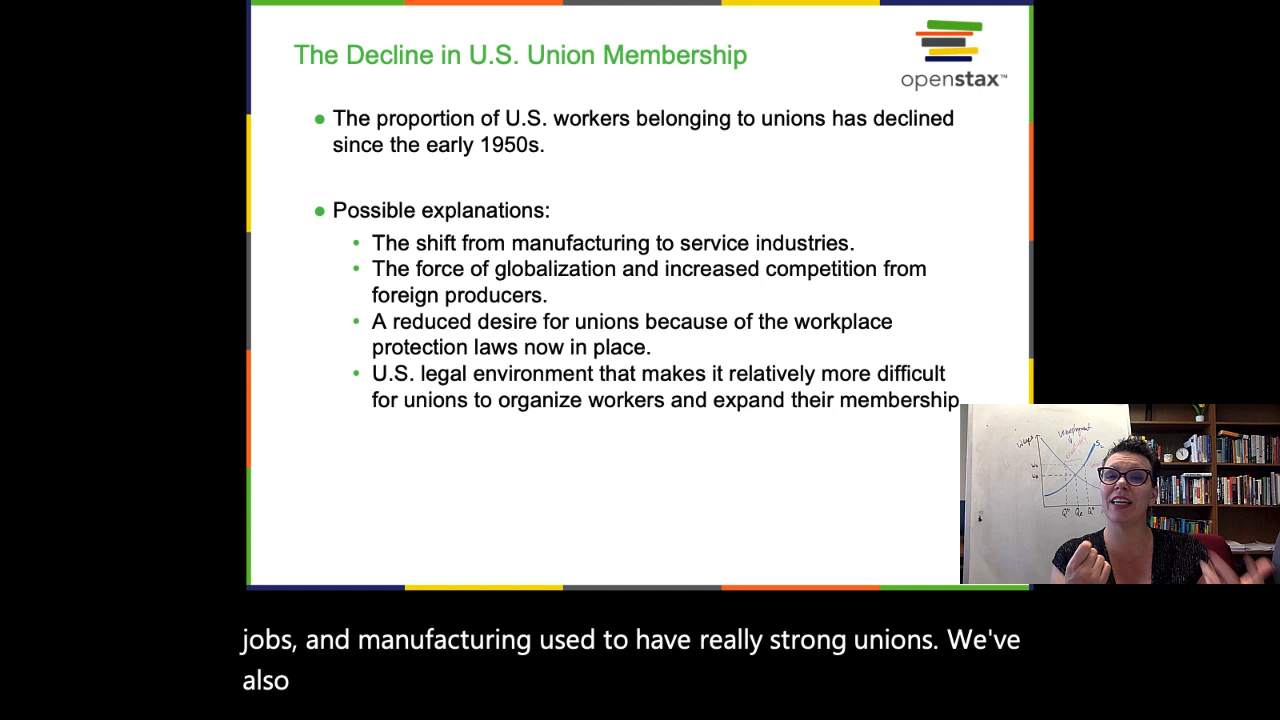 The Decline in U.S. Union Membership
openstax™
● The proportion of U.S. workers belonging to unions has declined
since the early 1950s.
● Possible explanations:
• The shift from manufacturing to service industries.
• The force of globalization and increased competition from
foreign producers.
• A reduced desire for unions because of the workplace
protection laws now in place.
• U.S. legal environment that makes it relatively more difficult
for unions to organize workers and expand their membership
jobs, and manufacturing used to have really strong unions. We've
also